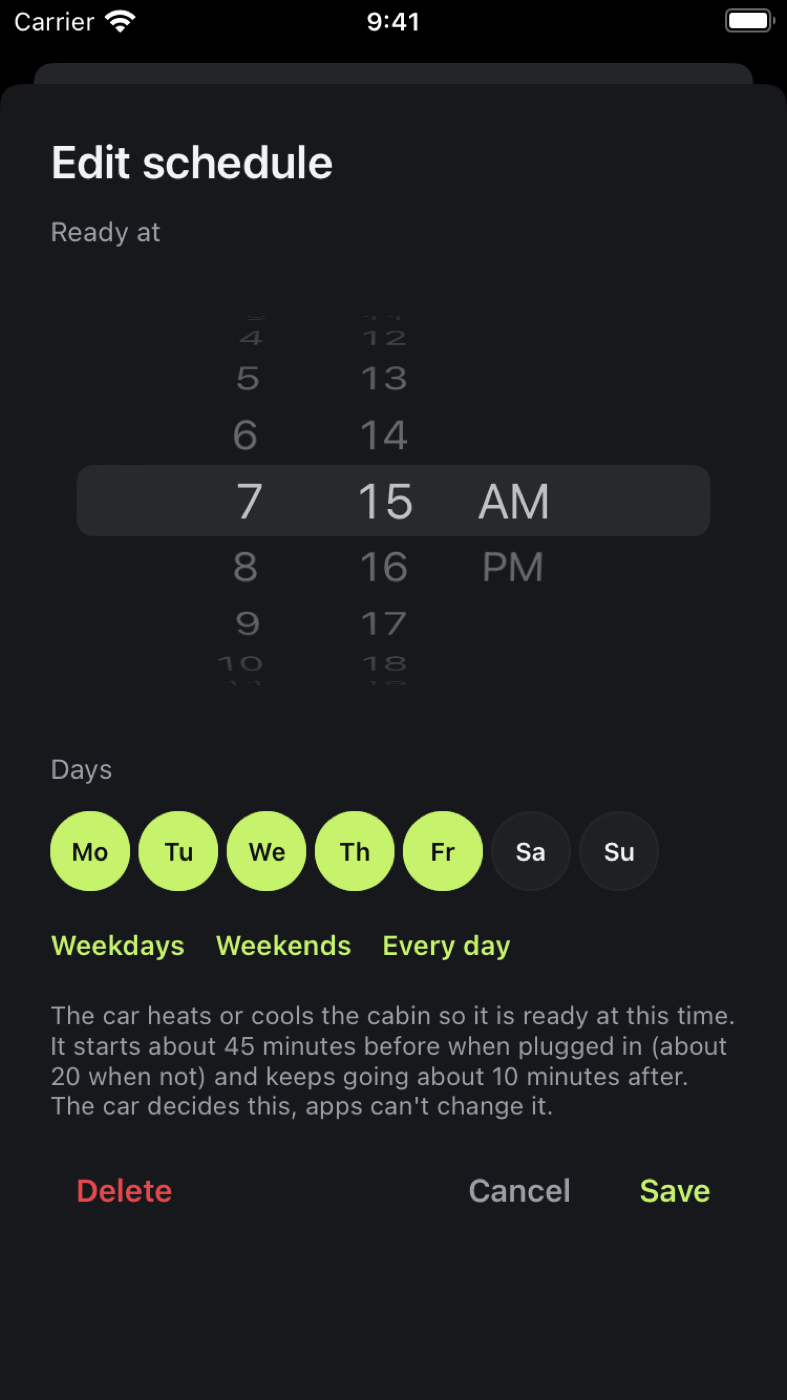 Carrier 9:41
Edit schedule
Ready at
4 12
5 13
6 14
7 15 AM
8 16 PM
9 17
10 18
Days
Mo Tu We Th Fr Sa Su
Weekdays Weekends Every day
The car heats or cools the cabin so it is ready at this time.
It starts about 45 minutes before when plugged in (about
20 when not) and keeps going about 10 minutes after.
The car decides this, apps can't change it.
Delete Cancel Save